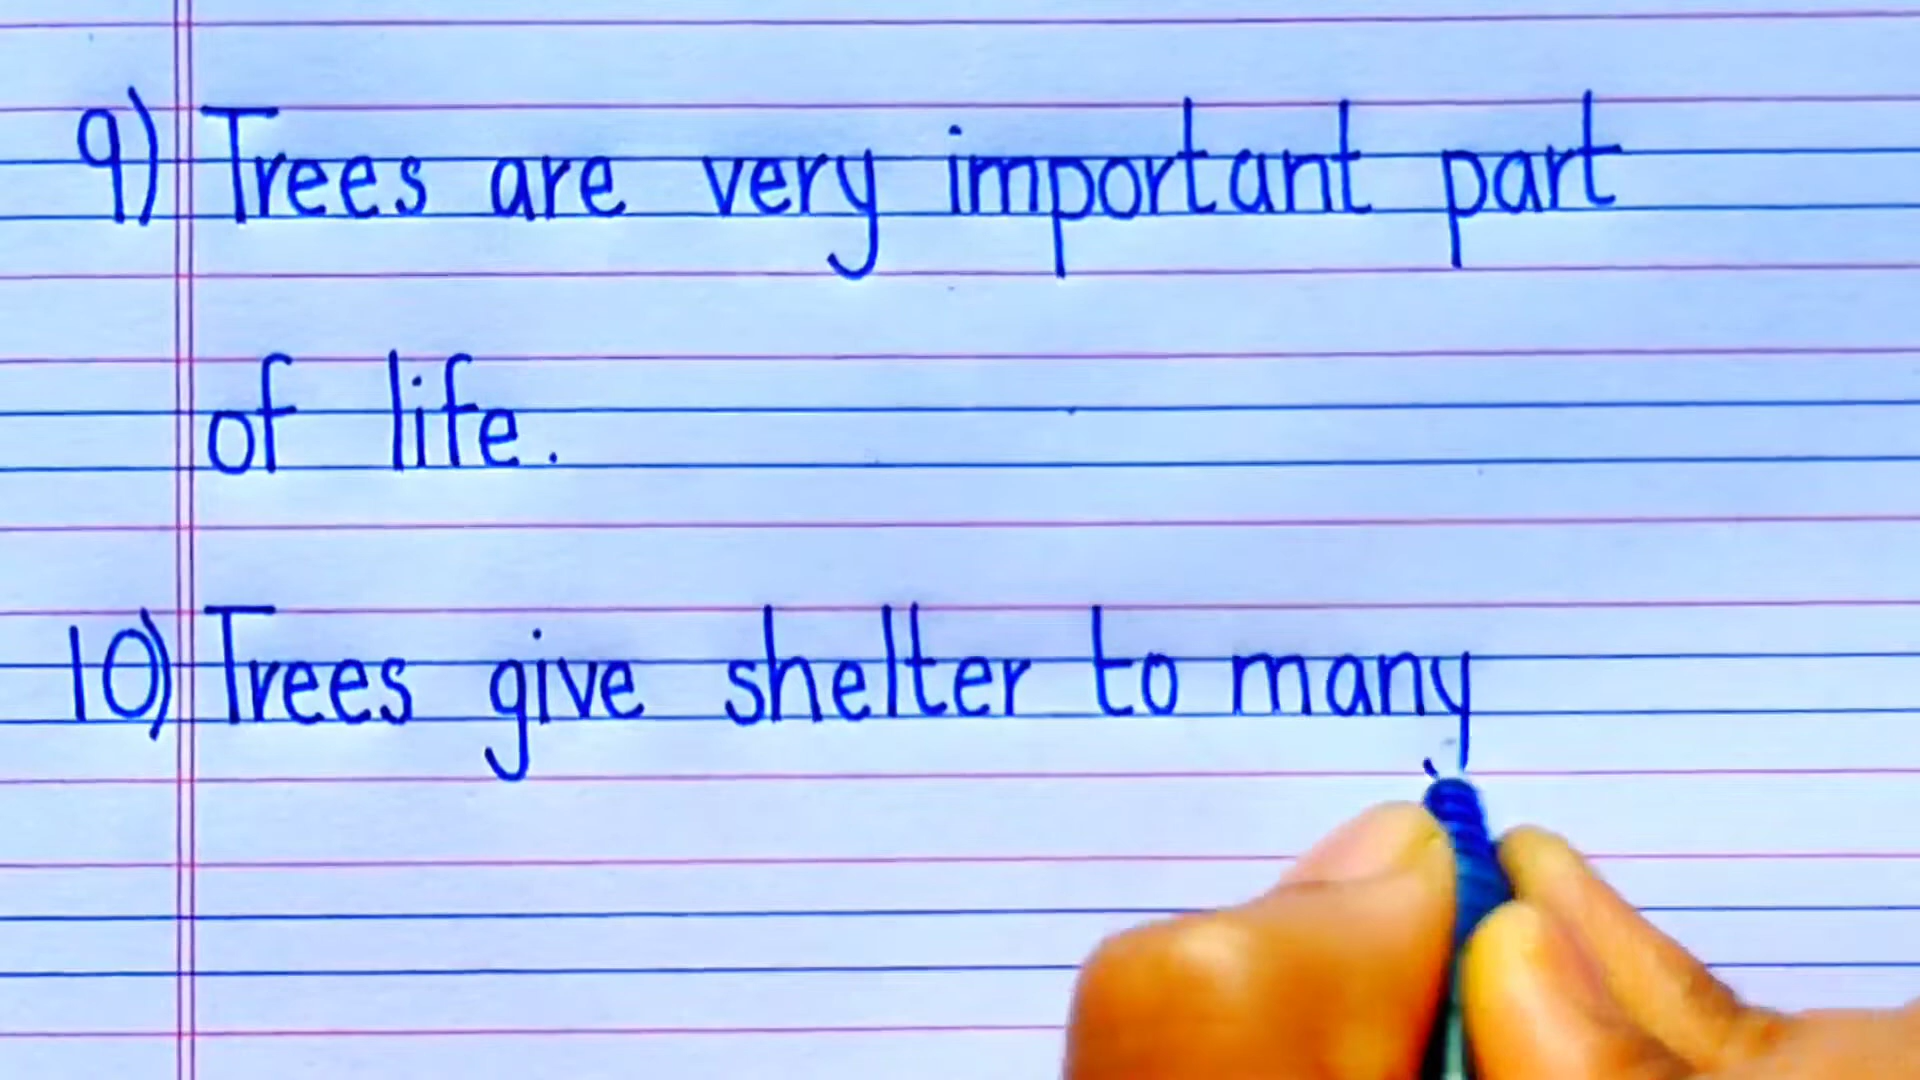 9) Trees are very important part
of life.
10) Trees give shelter to many